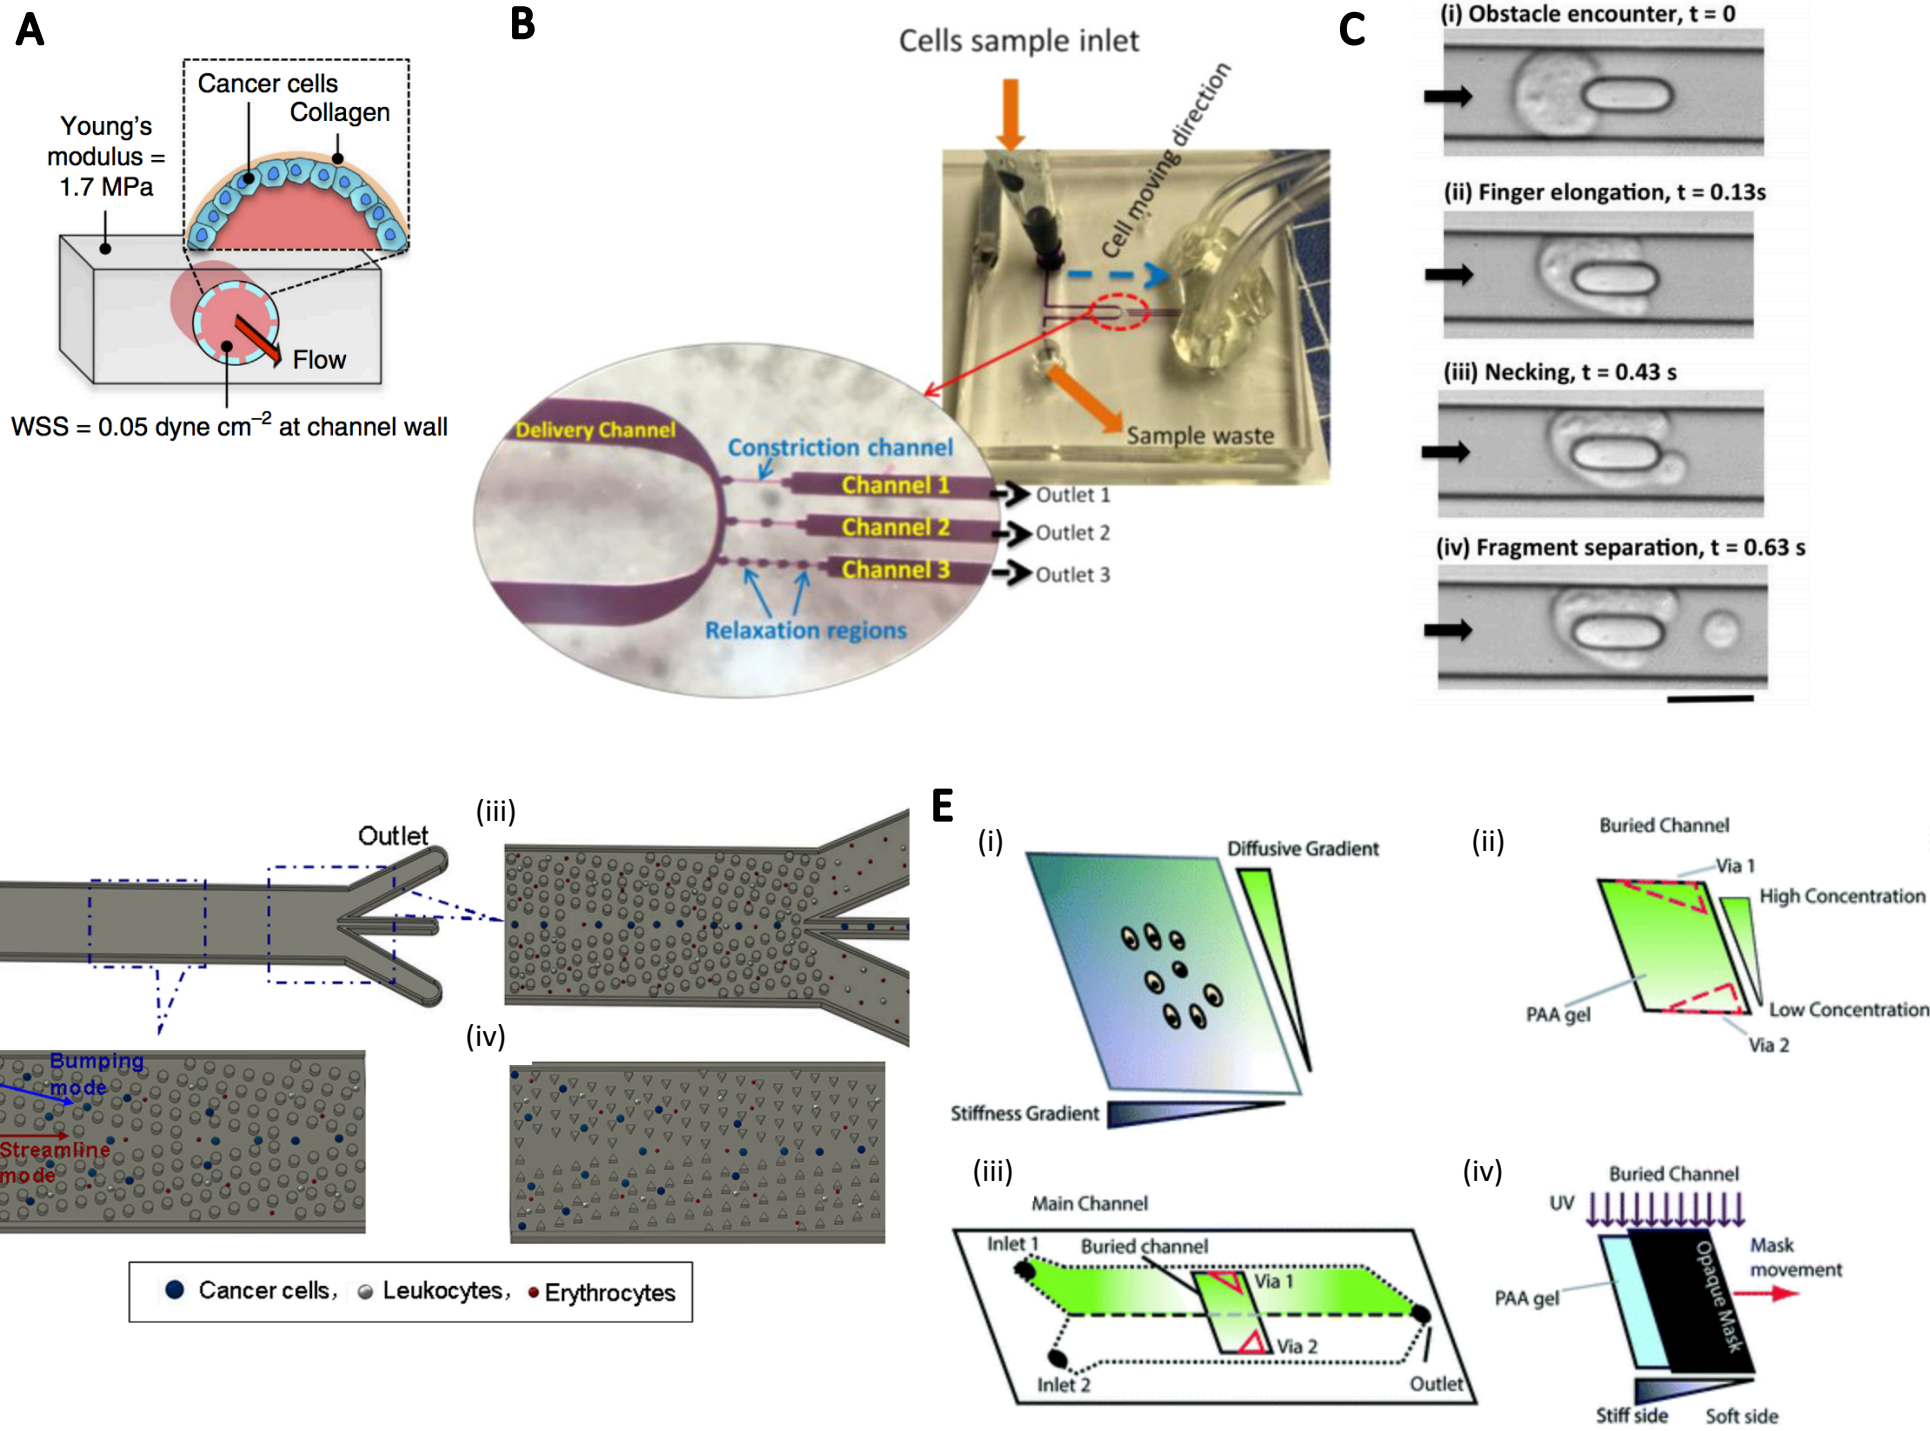 A
Cancer cells
Collagen
Young's
modulus =
1.7 MPa
Flow
WSS = 0.05 dyne cm⁻² at channel wall
B
Cells sample inlet
Cell moving direction
Sample waste
Delivery Channel
Constriction channel
Channel 1
Channel 2
Channel 3
Outlet 1
Outlet 2
Outlet 3
Relaxation regions
C
(i) Obstacle encounter, t = 0
(ii) Finger elongation, t = 0.13s
(iii) Necking, t = 0.43 s
(iv) Fragment separation, t = 0.63 s
Outlet
(iii)
Bumping
mode
Streamline
mode
(iv)
Cancer cells, Leukocytes, Erythrocytes
E
(i)
Diffusive Gradient
Stiffness Gradient
(ii)
Buried Channel
Via 1
High Concentration
PAA gel
Low Concentration
Via 2
(iii)
Main Channel
Inlet 1
Buried channel
Via 1
Via 2
Inlet 2
Outlet
(iv)
Buried Channel
UV
Opaque Mask
Mask
movement
PAA gel
Stiff side
Soft side